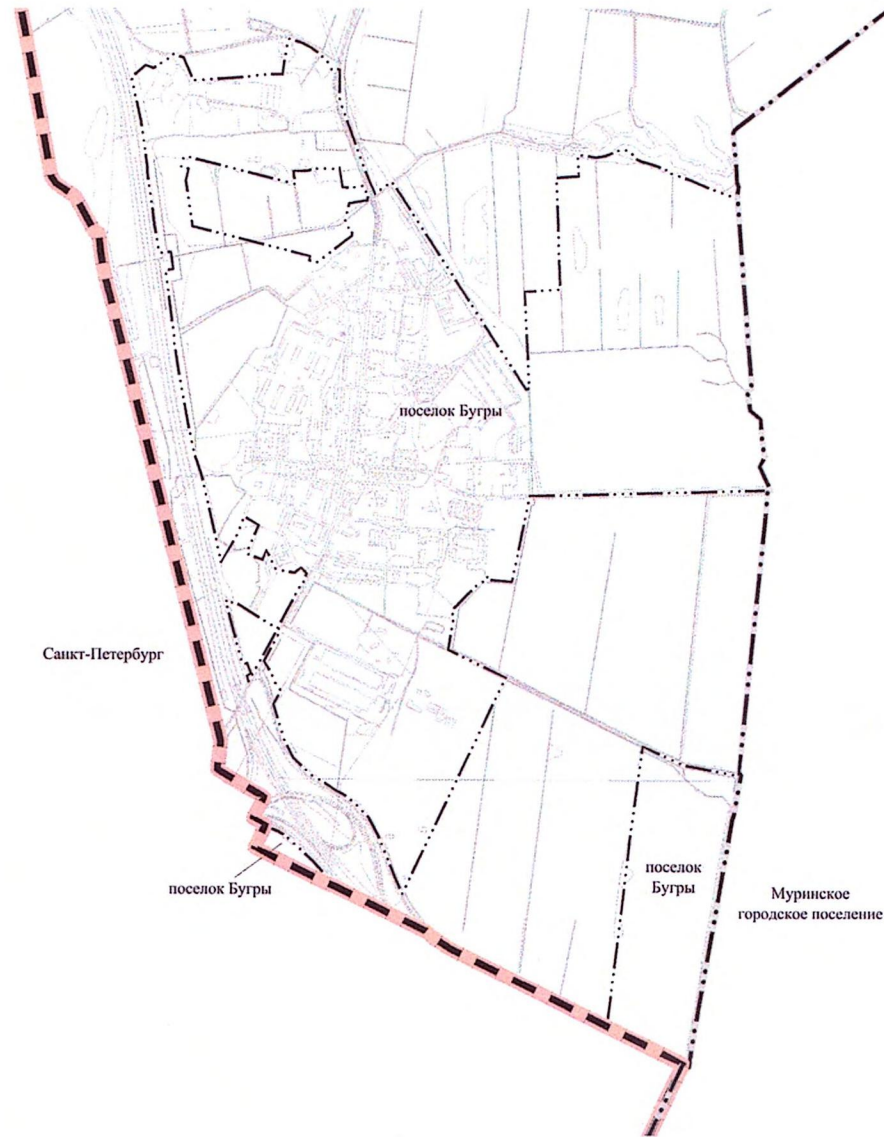 поселок Бугры
Санкт-Петербург
поселок Бугры
поселок
Бугры
Муринское
городское поселение